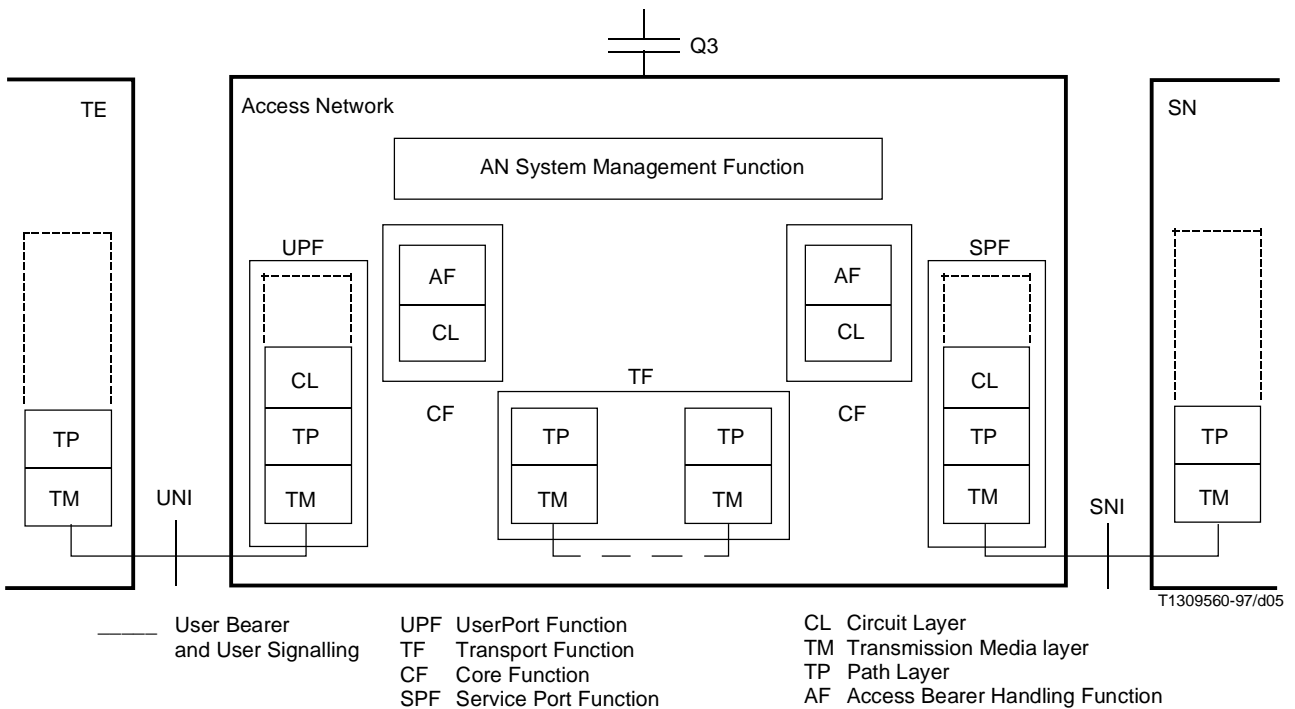 Q3
TE
Access Network
SN
AN System Management Function
UPF
SPF
AF
AF
CL
CL
TF
CL
CL
CF
CF
TP
TP
TP
TP
TP
TP
TM
UNI
TM
TM
TM
TM
SNI
TM
T1309560-97/d05
User Bearer
and User Signalling
UPF UserPort Function
TF Transport Function
CF Core Function
SPF Service Port Function
CL Circuit Layer
TM Transmission Media layer
TP Path Layer
AF Access Bearer Handling Function